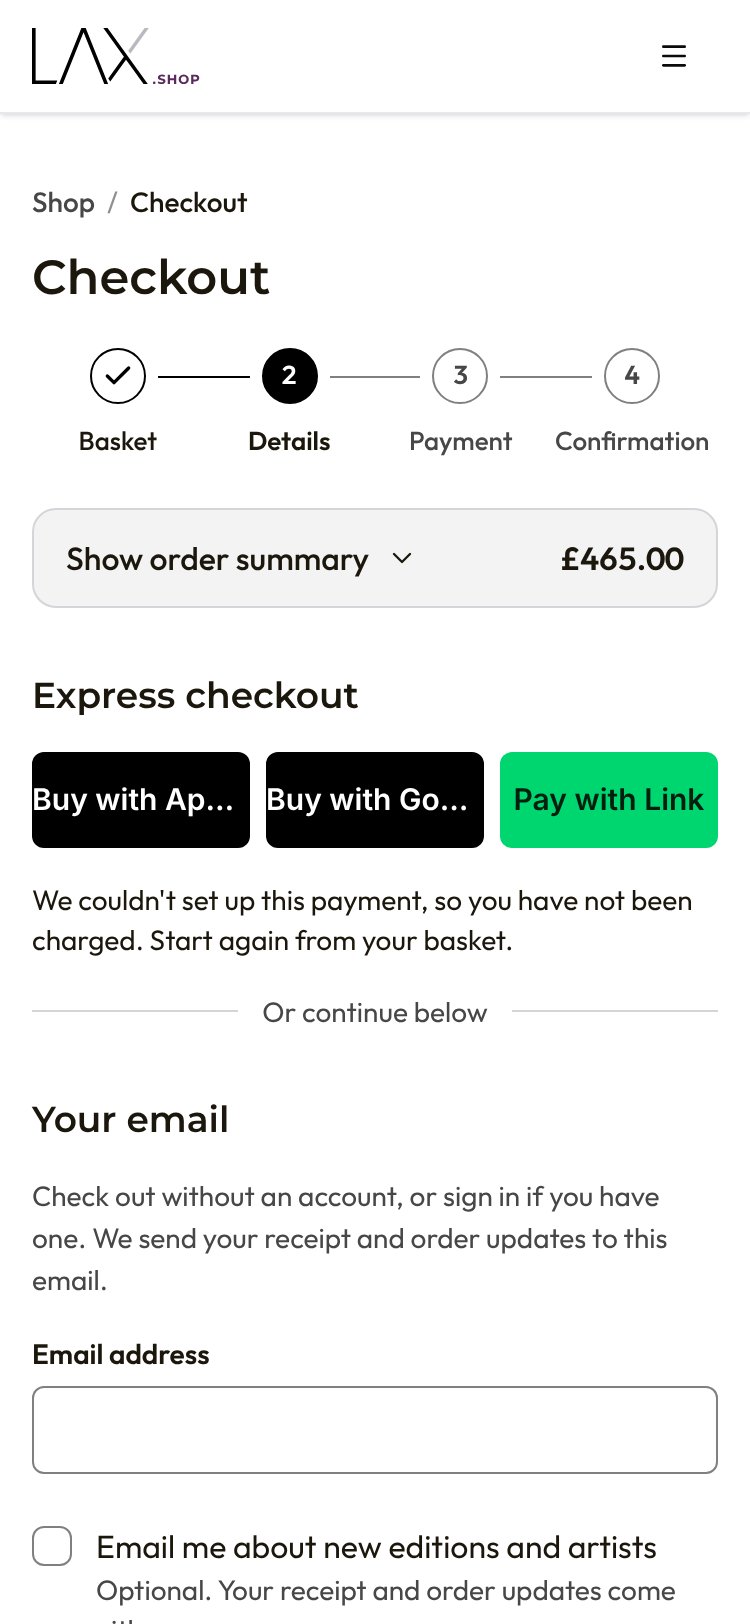 LAX.SHOP
Shop / Checkout
Checkout
2
3
4
Basket
Details
Payment
Confirmation
Show order summary
£465.00
Express checkout
Buy with Ap...
Buy with Go...
Pay with Link
We couldn't set up this payment, so you have not been
charged. Start again from your basket.
Or continue below
Your email
Check out without an account, or sign in if you have
one. We send your receipt and order updates to this
email.
Email address
Email me about new editions and artists
Optional. Your receipt and order updates come